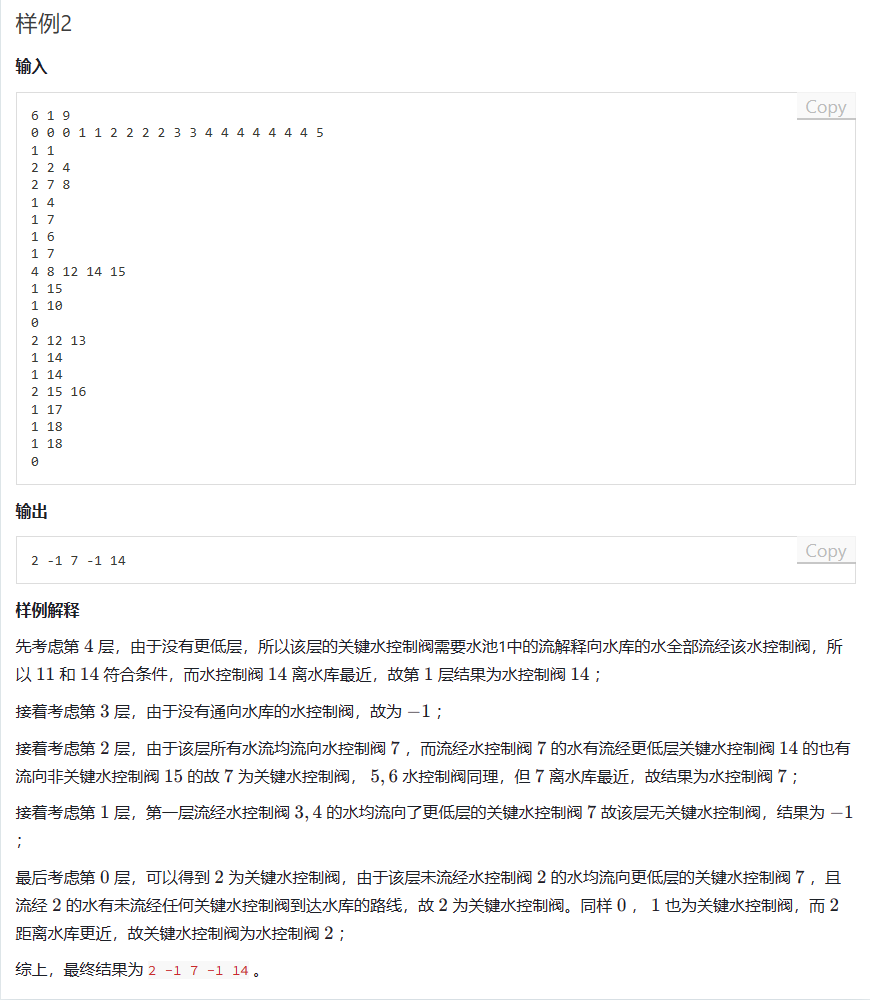 样例2
输入
Copy
6 1 9
0 0 0 1 1 2 2 2 2 3 3 4 4 4 4 4 4 4 5
1 1
2 2 4
2 7 8
1 4
1 7
1 6
1 7
4 8 12 14 15
1 15
1 10
0
2 12 13
1 14
1 14
2 15 16
1 17
1 18
1 18
0
输出
Copy
2 -1 7 -1 14
样例解释
先考虑第 4 层，由于没有更低层，所以该层的关键水控制阀需要水池1中的流解释向水库的水全部流经该水控制阀，所
以 11 和 14 符合条件，而水控制阀 14 离水库最近，故第 1 层结果为水控制阀 14；
接着考虑第 3 层，由于没有通向水库的水控制阀，故为 −1；
接着考虑第 2 层，由于该层所有水流均流向水控制阀 7 ，而流经水控制阀 7 的水有流经更低层关键水控制阀 14 的也有
流向非关键水控制阀 15 的故 7 为关键水控制阀， 5, 6 水控制阀同理，但 7 离水库最近，故结果为水控制阀 7；
接着考虑第 1 层，第一层流经水控制阀 3, 4 的水均流向了更低层的关键水控制阀 7 故该层无关键水控制阀，结果为 −1
；
最后考虑第 0 层，可以得到 2 为关键水控制阀，由于该层未流经水控制阀 2 的水均流向更低层的关键水控制阀 7 ，且
流经 2 的水有未流经任何关键水控制阀到达水库的路线，故 2 为关键水控制阀。同样 0 ， 1 也为关键水控制阀，而 2
距离水库更近，故关键水控制阀为水控制阀 2；
综上，最终结果为 2 -1 7 -1 14 。